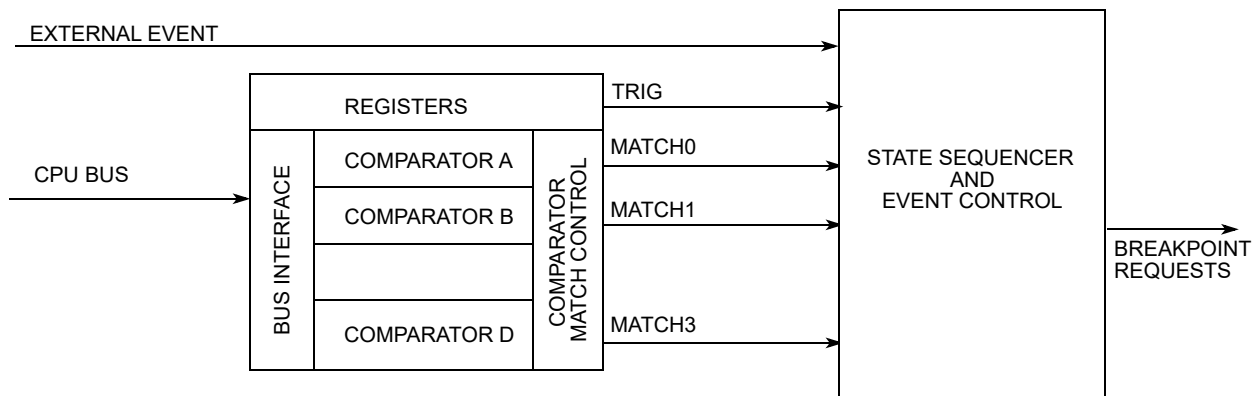 EXTERNAL EVENT
REGISTERS
TRIG
CPU BUS
BUS INTERFACE
COMPARATOR A
COMPARATOR B
COMPARATOR D
COMPARATOR
MATCH CONTROL
MATCH0
MATCH1
MATCH3
STATE SEQUENCER
AND
EVENT CONTROL
BREAKPOINT
REQUESTS